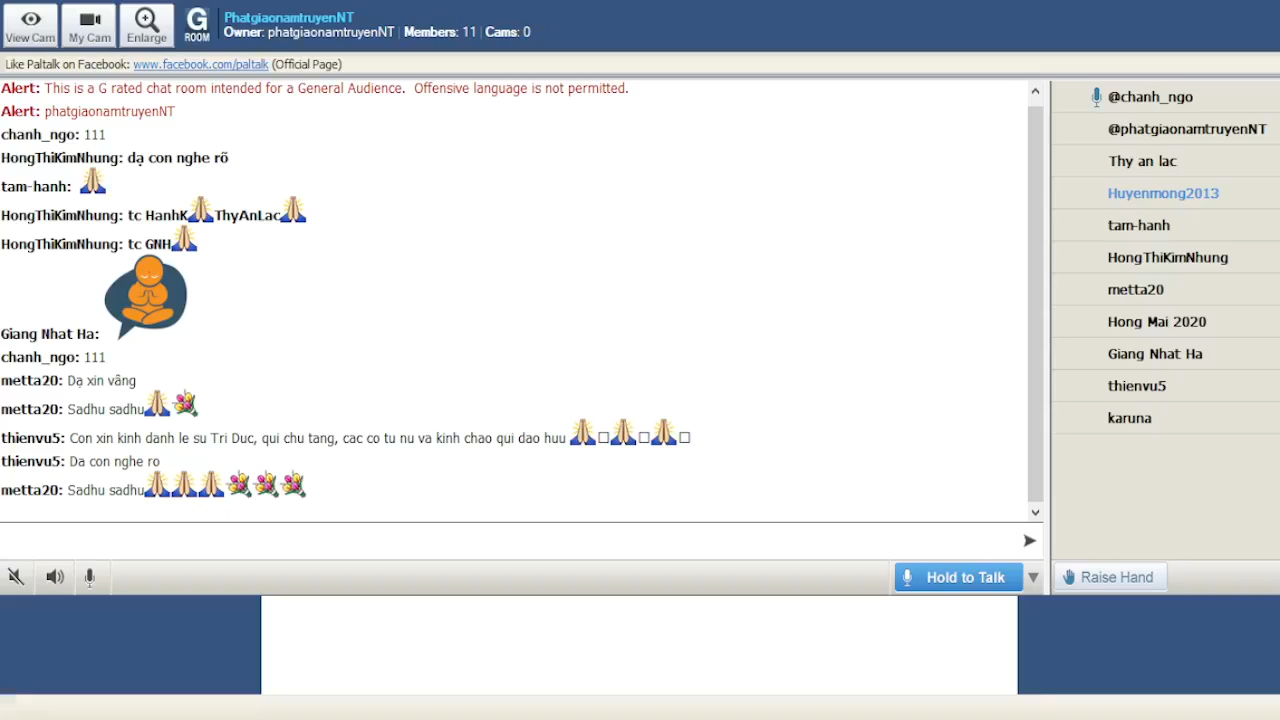 View Cam
My Cam
Enlarge
G
ROOM
PhatgiaonamtruyenNT
Owner: phatgiaonamtruyenNT | Members: 11 | Cams: 0
Like Paltalk on Facebook: www.facebook.com/paltalk (Official Page)
Alert: This is a G rated chat room intended for a General Audience. Offensive language is not permitted.
Alert: phatgiaonamtruyenNT
chanh_ngo: 111
HongThiKimNhung: dạ con nghe rõ
tam-hanh:
HongThiKimNhung: tc HanhK ThyAnLac
HongThiKimNhung: tc GNH
Giang Nhat Ha:
chanh_ngo: 111
metta20: Dạ xin vâng
metta20: Sadhu sadhu
thienvu5: Con xin kinh danh le su Tri Duc, qui chu tang, cac co tu nu va kinh chao qui dao huu
thienvu5: Da con nghe ro
metta20: Sadhu sadhu
@chanh_ngo
@phatgiaonamtruyenNT
Thy an lac
Huyenmong2013
tam-hanh
HongThiKimNhung
metta20
Hong Mai 2020
Giang Nhat Ha
thienvu5
karuna
Hold to Talk
Raise Hand